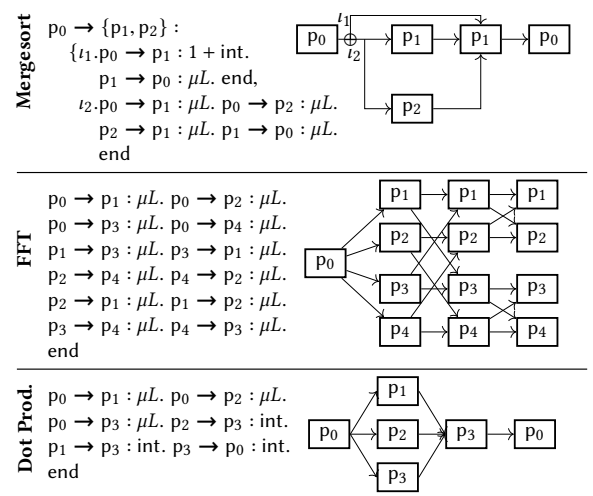 Mergesort
p₀ → {p₁, p₂} :
{ι₁.p₀ → p₁ : 1 + int.
p₁ → p₀ : μL. end,
ι₂.p₀ → p₁ : μL. p₀ → p₂ : μL.
p₂ → p₁ : μL. p₁ → p₀ : μL.
end
ι₁
p₀ ⊕ p₁ p₁ p₀
ι₂
p₂
FFT
p₀ → p₁ : μL. p₀ → p₂ : μL.
p₀ → p₃ : μL. p₀ → p₄ : μL.
p₁ → p₃ : μL. p₃ → p₁ : μL.
p₂ → p₄ : μL. p₄ → p₂ : μL.
p₂ → p₁ : μL. p₁ → p₂ : μL.
p₃ → p₄ : μL. p₄ → p₃ : μL.
end
p₁ p₁ p₁
p₂ p₂ p₂
p₀
p₃ p₃ p₃
p₄ p₄ p₄
Dot Prod.
p₀ → p₁ : μL. p₀ → p₂ : μL.
p₀ → p₃ : μL. p₂ → p₃ : int.
p₁ → p₃ : int. p₃ → p₀ : int.
end
p₁
p₀ p₂ p₃ p₀
p₃